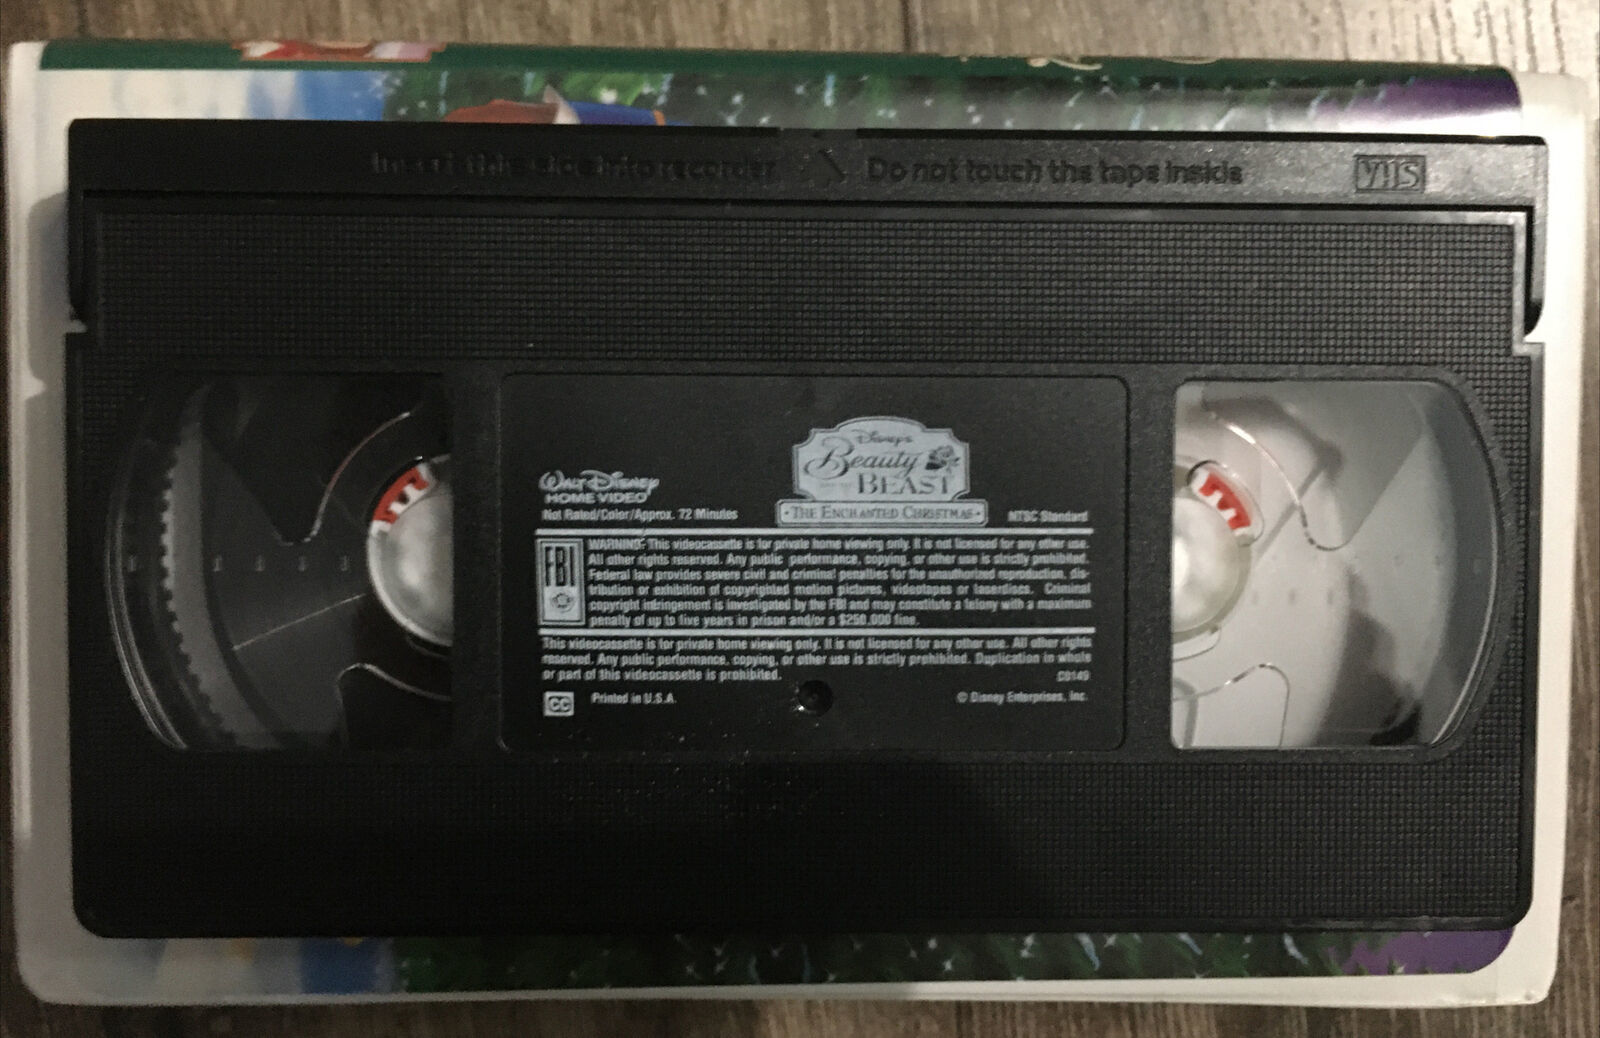 Insert this side into recorder Do not touch the tape inside VHS
Disney's
Beauty
AND THE
BEAST
THE ENCHANTED CHRISTMAS
WALT DISNEY
HOME VIDEO
Not Rated/Color/Approx. 72 Minutes
NTSC Standard
FBI
WARNING: This videocassette is for private home viewing only. It is not licensed for any other use.
All other rights reserved. Any public performance, copying, or other use is strictly prohibited.
Federal law provides severe civil and criminal penalties for the unauthorized reproduction, dis-
tribution or exhibition of copyrighted motion pictures, videotapes or laserdiscs. Criminal
copyright infringement is investigated by the FBI and may constitute a felony with a maximum
penalty of up to five years in prison and/or a $250,000 fine.
This videocassette is for private home viewing only. It is not licensed for any other use. All other rights
reserved. Any public performance, copying, or other use is strictly prohibited. Duplication in whole
or part of this videocassette is prohibited.
C0149
CC Printed in U.S.A. © Disney Enterprises, Inc.